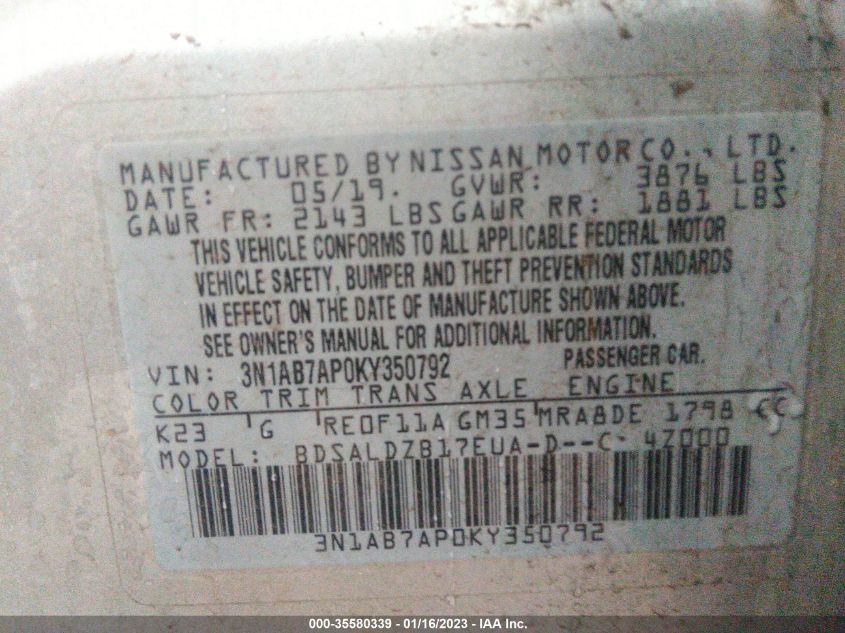 MANUFACTURED BY NISSAN MOTOR CO., LTD.
DATE: 05/19. GVWR: 3876 LBS
GAWR FR: 2143 LBS GAWR RR: 1881 LBS
THIS VEHICLE CONFORMS TO ALL APPLICABLE FEDERAL MOTOR
VEHICLE SAFETY, BUMPER AND THEFT PREVENTION STANDARDS
IN EFFECT ON THE DATE OF MANUFACTURE SHOWN ABOVE.
SEE OWNER'S MANUAL FOR ADDITIONAL INFORMATION.
VIN: 3N1AB7AP0KY350792 PASSENGER CAR.
COLOR TRIM TRANS AXLE ENGINE
K23 G RE0F11A GM35 MRA8DE 1798 CC
MODEL: BDSALDZB17EUA-D--C- 4Z000
3N1AB7AP0KY350792
000-35580339 - 01/16/2023 - IAA Inc.